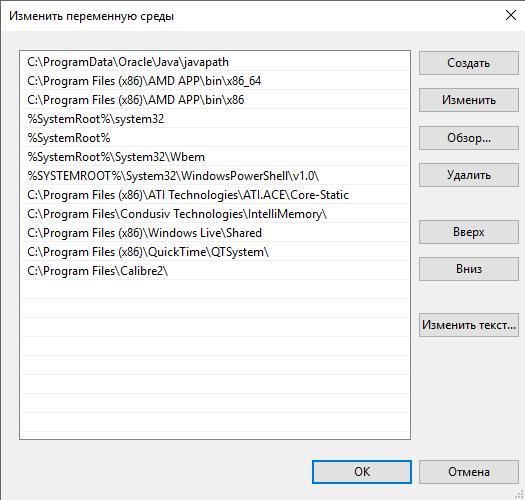 Изменить переменную среды
C:\ProgramData\Oracle\Java\javapath
C:\Program Files (x86)\AMD APP\bin\x86_64
C:\Program Files (x86)\AMD APP\bin\x86
%SystemRoot%\system32
%SystemRoot%
%SystemRoot%\System32\Wbem
%SYSTEMROOT%\System32\WindowsPowerShell\v1.0\
C:\Program Files (x86)\ATI Technologies\ATI.ACE\Core-Static
C:\Program Files\Condusiv Technologies\IntelliMemory\
C:\Program Files (x86)\Windows Live\Shared
C:\Program Files (x86)\QuickTime\QTSystem\
C:\Program Files\Calibre2\
Создать
Изменить
Обзор...
Удалить
Вверх
Вниз
Изменить текст...
ОК
Отмена